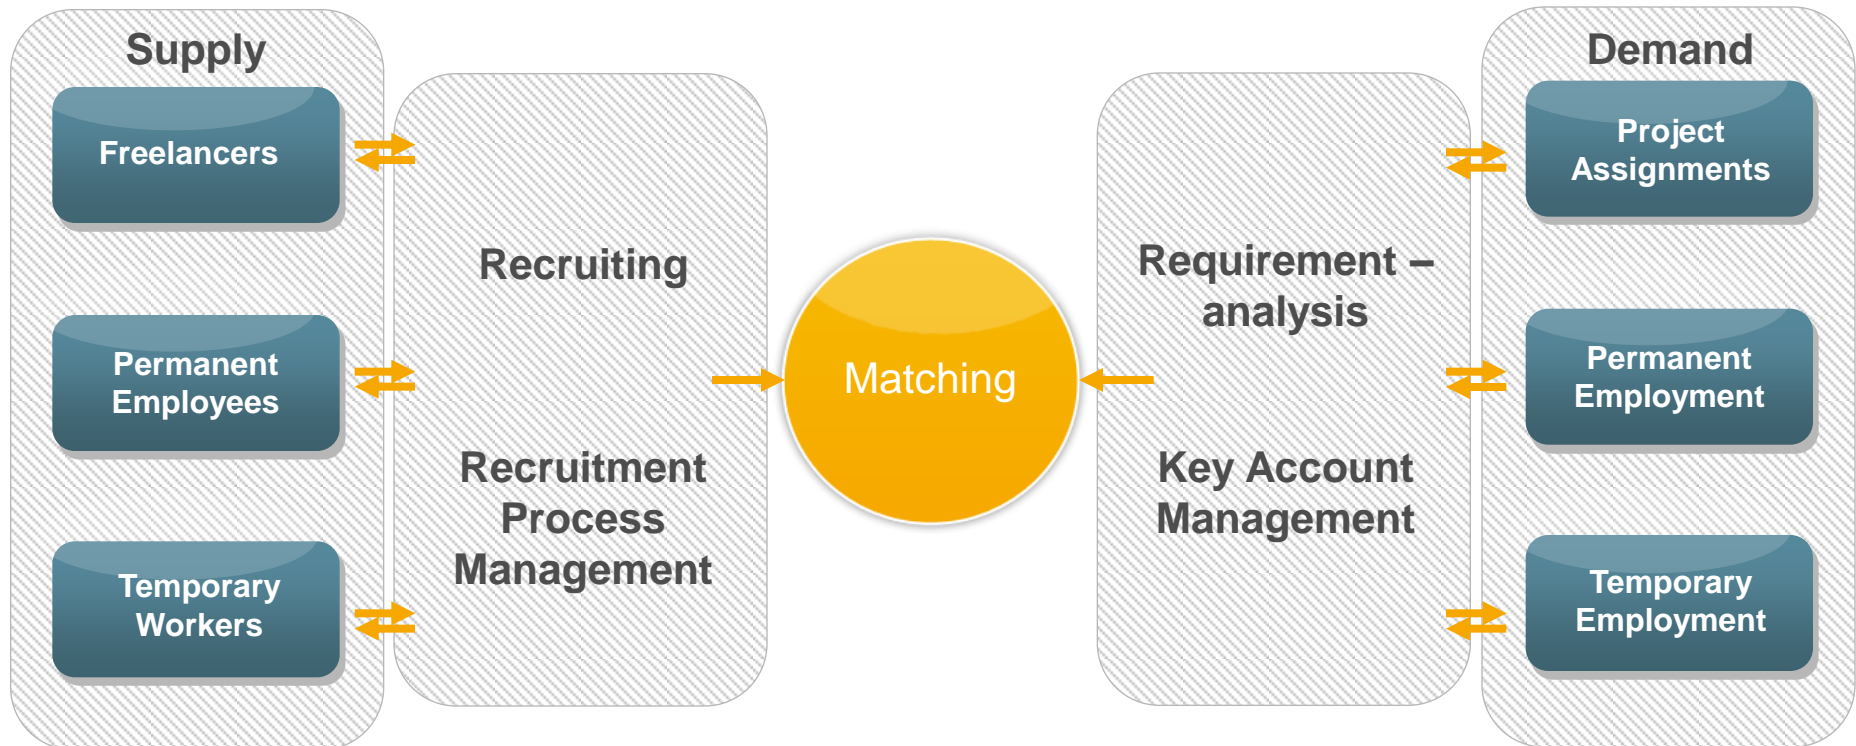 Supply
Freelancers
Permanent
Employees
Temporary
Workers
Recruiting
Recruitment
Process
Management
Matching
Requirement –
analysis
Key Account
Management
Demand
Project
Assignments
Permanent
Employment
Temporary
Employment